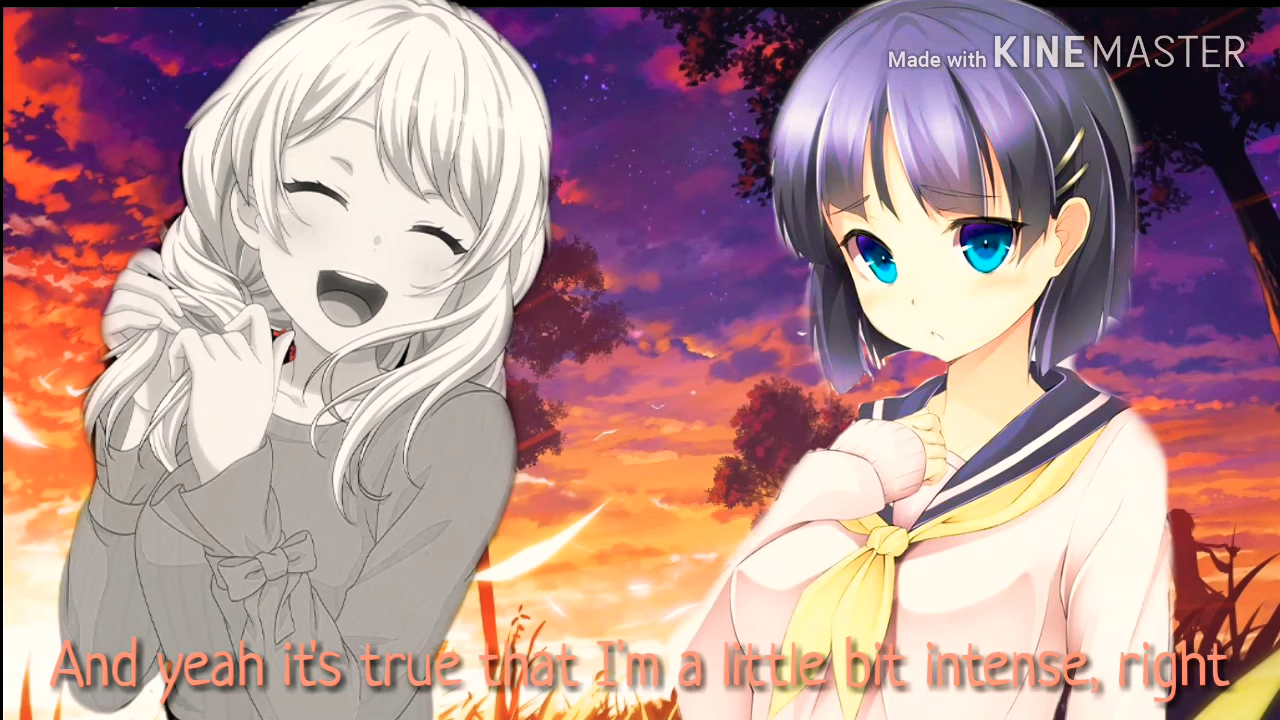 Made with KINEMASTER
And yeah it's true that I'm a little bit intense, right